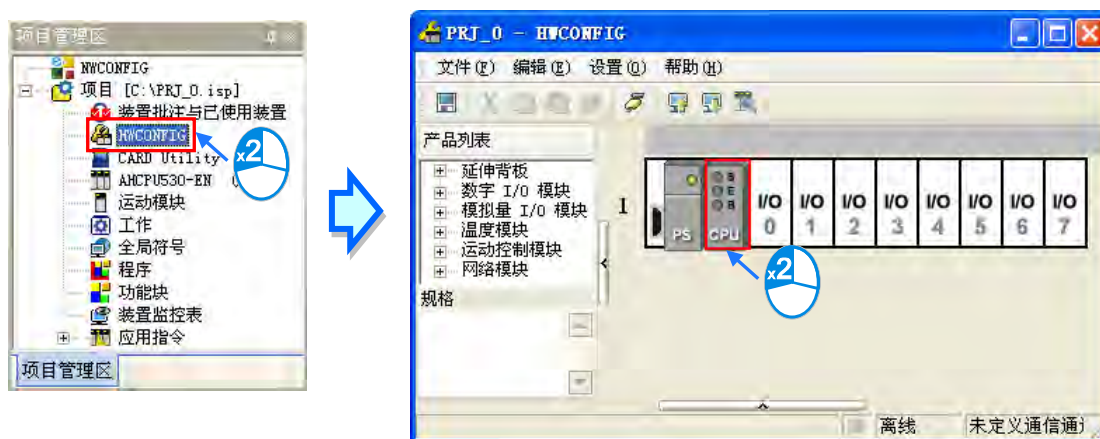 项目管理区
NWCONFIG
项目 [C:\PRJ_0.isp]
装置批注与已使用装置
HWCONFIG
CARD Utility
AHCPU530-EN
运动模块
工作
全局符号
程序
功能块
装置监控表
应用指令
项目管理区
x2
PRJ_0 - HWCONFIG
文件(F) 编辑(E) 设置(O) 帮助(H)
产品列表
延伸背板
数字 I/O 模块
模拟量 I/O 模块
温度模块
运动控制模块
网络模块
规格
I
PS
CPU
I/O 0
I/O 1
I/O 2
I/O 3
I/O 4
I/O 5
I/O 6
I/O 7
x2
离线
未定义通信通